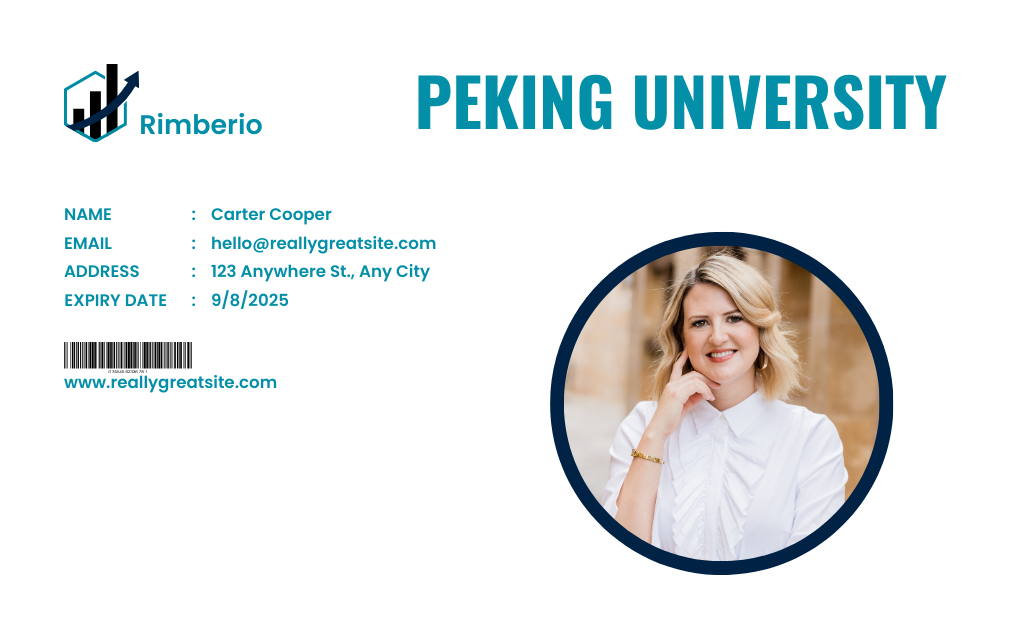 Rimberio
PEKING UNIVERSITY
NAME : Carter Cooper
EMAIL : hello@reallygreatsite.com
ADDRESS : 123 Anywhere St., Any City
EXPIRY DATE : 9/8/2025
www.reallygreatsite.com